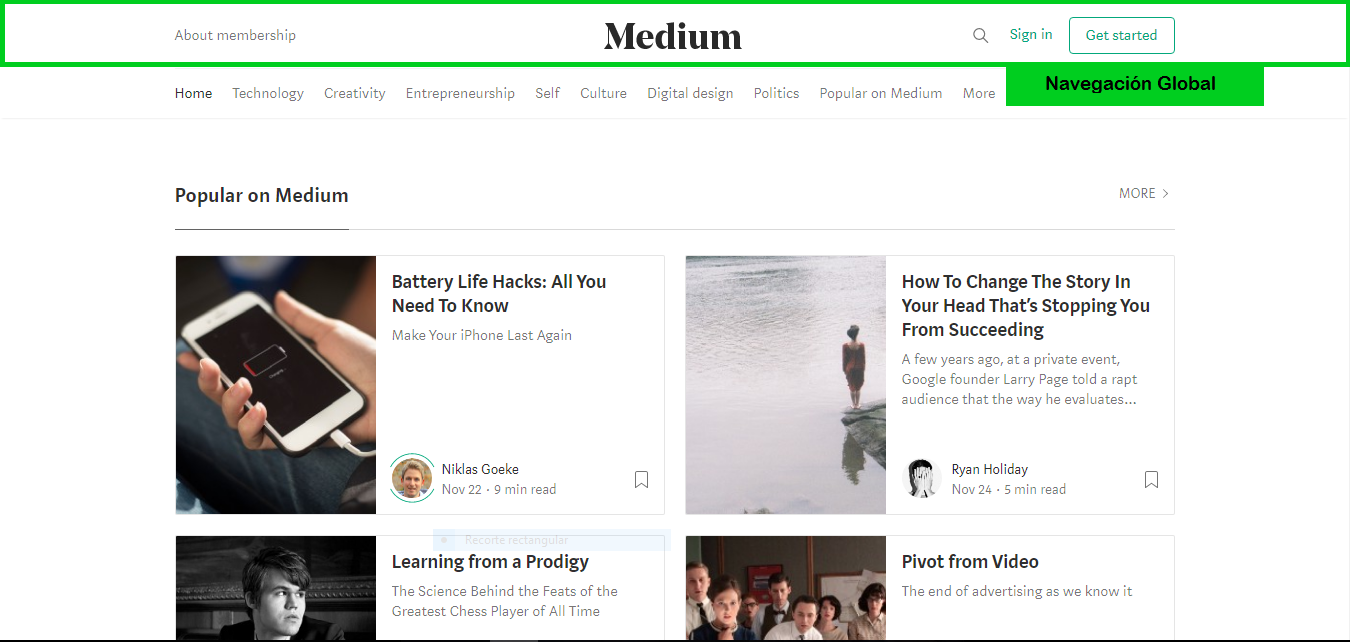 About membership
Medium
Sign in
Get started
Navegación Global
Home Technology Creativity Entrepreneurship Self Culture Digital design Politics Popular on Medium More
Popular on Medium
MORE
Battery Life Hacks: All You
Need To Know
Make Your iPhone Last Again
Niklas Goeke
Nov 22 · 9 min read
How To Change The Story In
Your Head That’s Stopping You
From Succeeding
A few years ago, at a private event,
Google founder Larry Page told a rapt
audience that the way he evaluates...
Ryan Holiday
Nov 24 · 5 min read
Recorte rectangular
Learning from a Prodigy
The Science Behind the Feats of the
Greatest Chess Player of All Time
Pivot from Video
The end of advertising as we know it